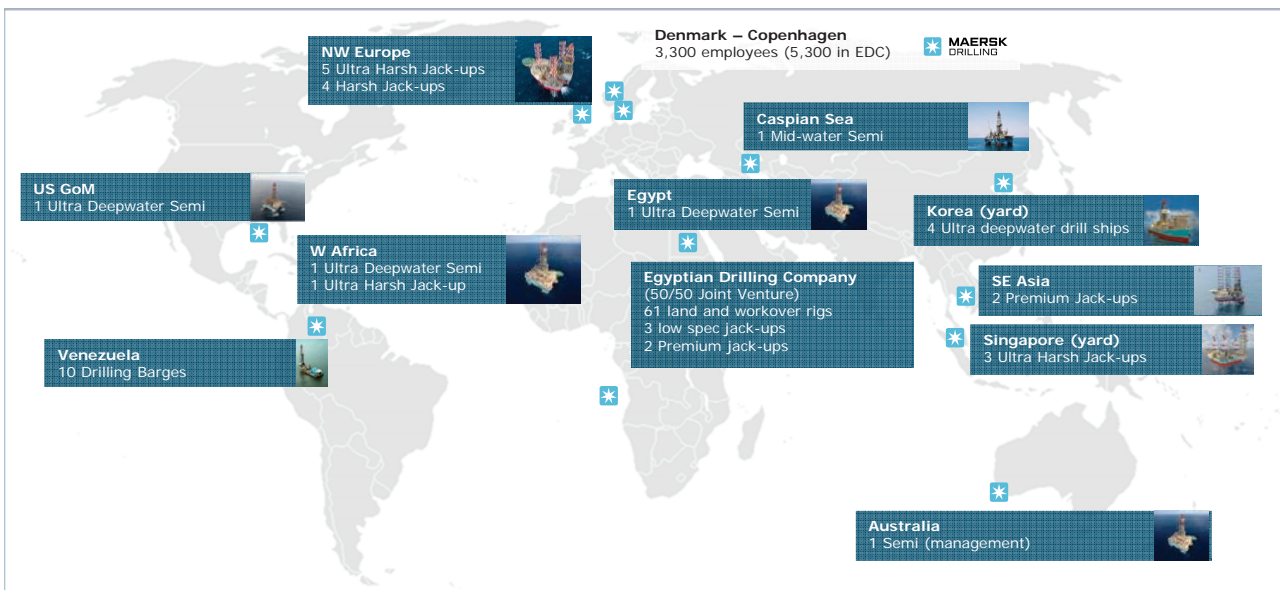 Denmark – Copenhagen
3,300 employees (5,300 in EDC)
MAERSK
DRILLING
NW Europe
5 Ultra Harsh Jack-ups
4 Harsh Jack-ups
Caspian Sea
1 Mid-water Semi
US GoM
1 Ultra Deepwater Semi
Egypt
1 Ultra Deepwater Semi
Korea (yard)
4 Ultra deepwater drill ships
W Africa
1 Ultra Deepwater Semi
1 Ultra Harsh Jack-up
Egyptian Drilling Company
(50/50 Joint Venture)
61 land and workover rigs
3 low spec jack-ups
2 Premium jack-ups
SE Asia
2 Premium Jack-ups
Singapore (yard)
3 Ultra Harsh Jack-ups
Venezuela
10 Drilling Barges
Australia
1 Semi (management)